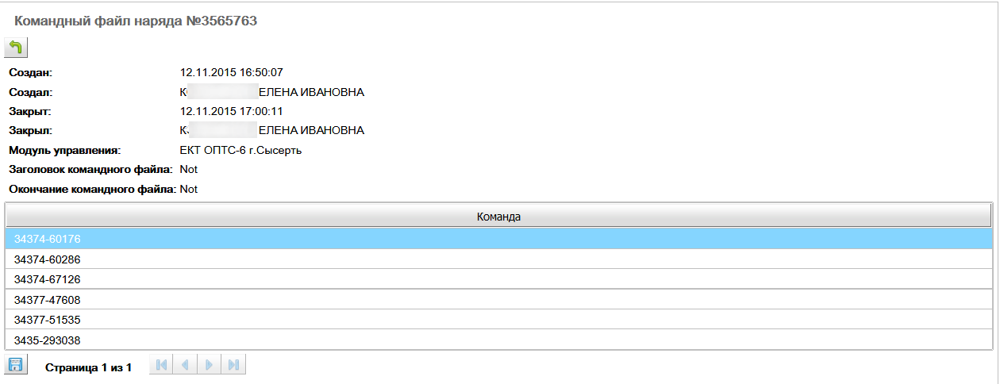 Командный файл наряда №3565763
Создан: 12.11.2015 16:50:07
Создал: ЕЛЕНА ИВАНОВНА
Закрыт: 12.11.2015 17:00:11
Закрыл: ЕЛЕНА ИВАНОВНА
Модуль управления: ЕКТ ОПТС-6 г.Сысерть
Заголовок командного файла: Not
Окончание командного файла: Not
Команда
34374-60176
34374-60286
34374-67126
34377-47608
34377-51535
3435-293038
Страница 1 из 1